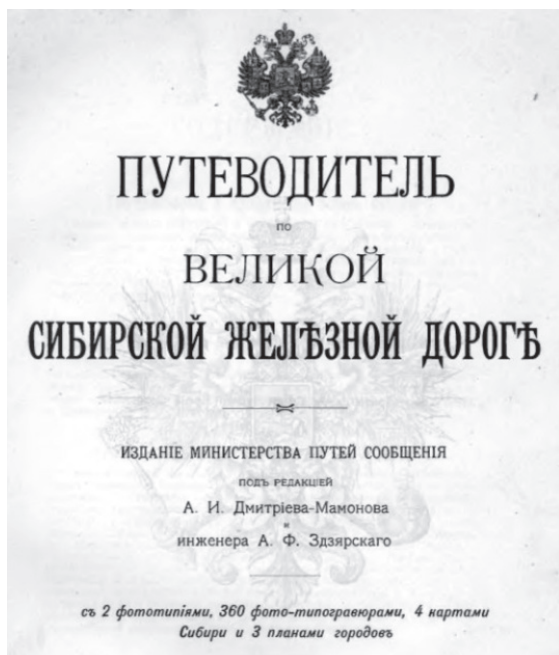 ПУТЕВОДИТЕЛЬ
ПО
ВЕЛИКОЙ
СИБИРСКОЙ ЖЕЛѢЗНОЙ ДОРОГѢ
ИЗДАНІЕ МИНИСТЕРСТВА ПУТЕЙ СООБЩЕНІЯ
ПОДЪ РЕДАКЦІЕЙ
А. И. Дмитріева-Мамонова
и
инженера А. Ф. Здзярскаго
съ 2 фототипіями, 360 фото-типогравюрами, 4 картами
Сибири и 3 планами городовъ